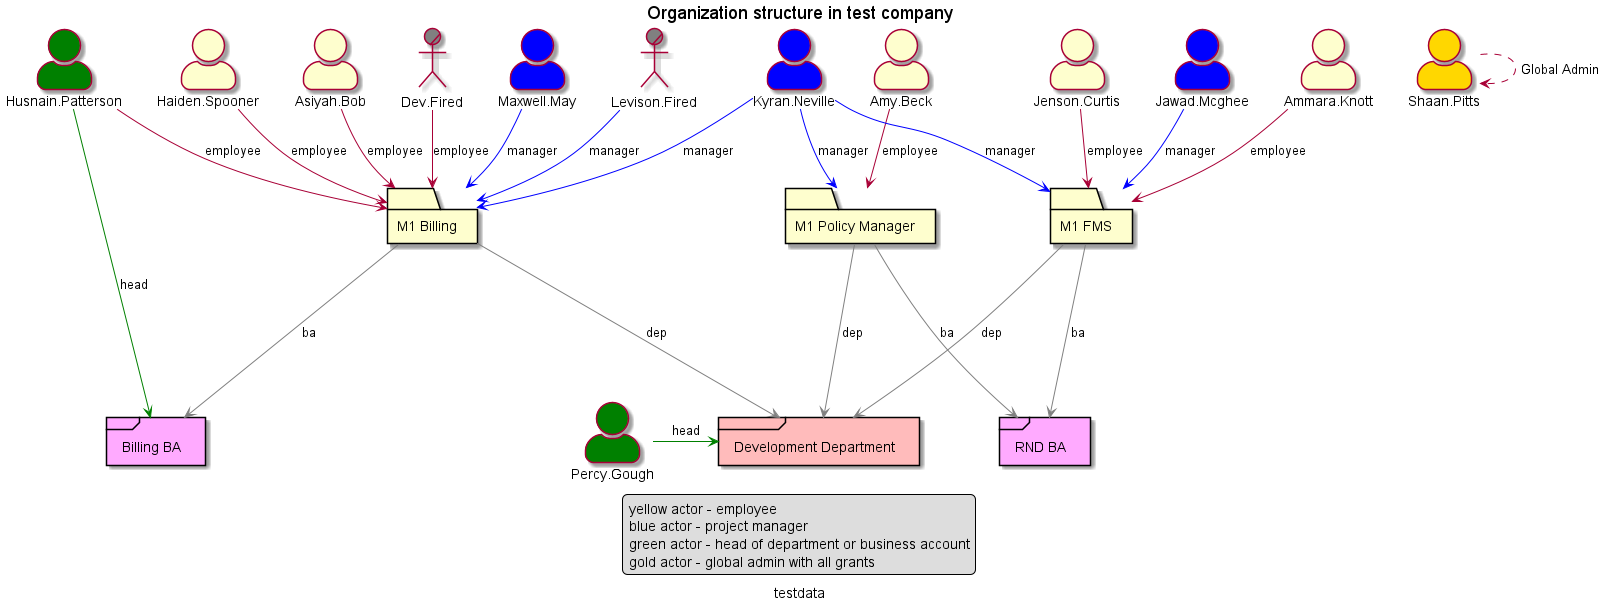 Organization structure in test company
Husnain.Patterson
Haiden.Spooner
Asiyah.Bob
Dev.Fired
Maxwell.May
Levison.Fired
Kyran.Neville
Amy.Beck
Jenson.Curtis
Jawad.Mcghee
Ammara.Knott
Shaan.Pitts
Global Admin
employee
employee
employee
employee
manager
manager
manager
manager
employee
manager
employee
manager
employee
M1 Billing
M1 Policy Manager
M1 FMS
head
ba
dep
dep
ba
dep
ba
Billing BA
Percy.Gough
head
Development Department
RND BA
yellow actor - employee
blue actor - project manager
green actor - head of department or business account
gold actor - global admin with all grants
testdata